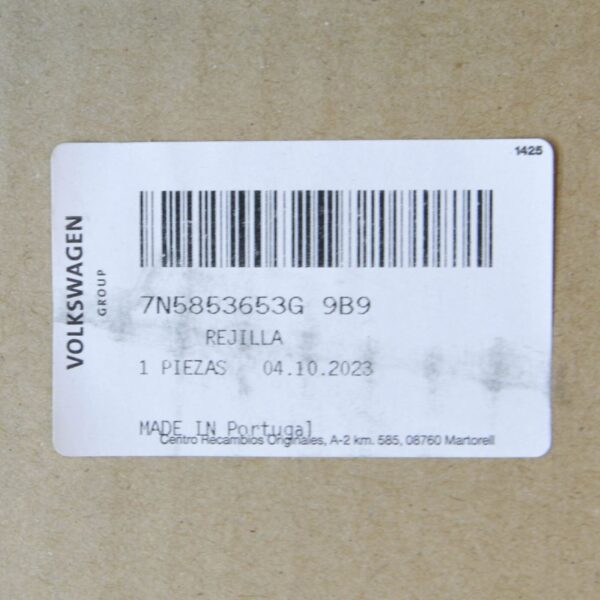 1425
VOLKSWAGEN
GROUP
7N5853653G 9B9
REJILLA
1 PIEZAS 04.10.2023
MADE IN Portugal
Centro Recambios Originales, A-2 km. 585, 08760 Martorell